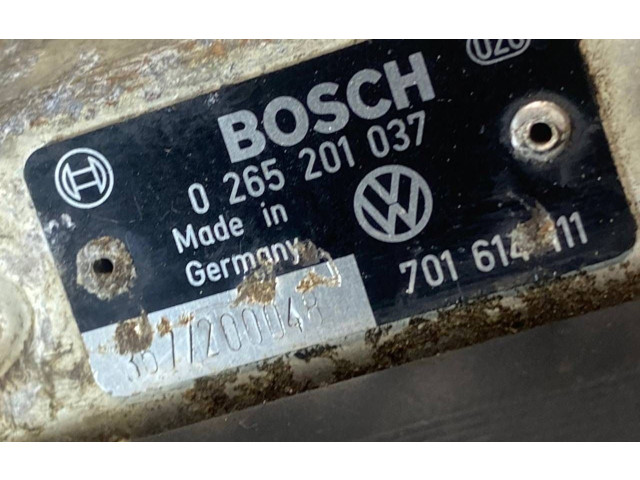 BOSCH
0 265 201 037
Made in
Germany
701 614 111